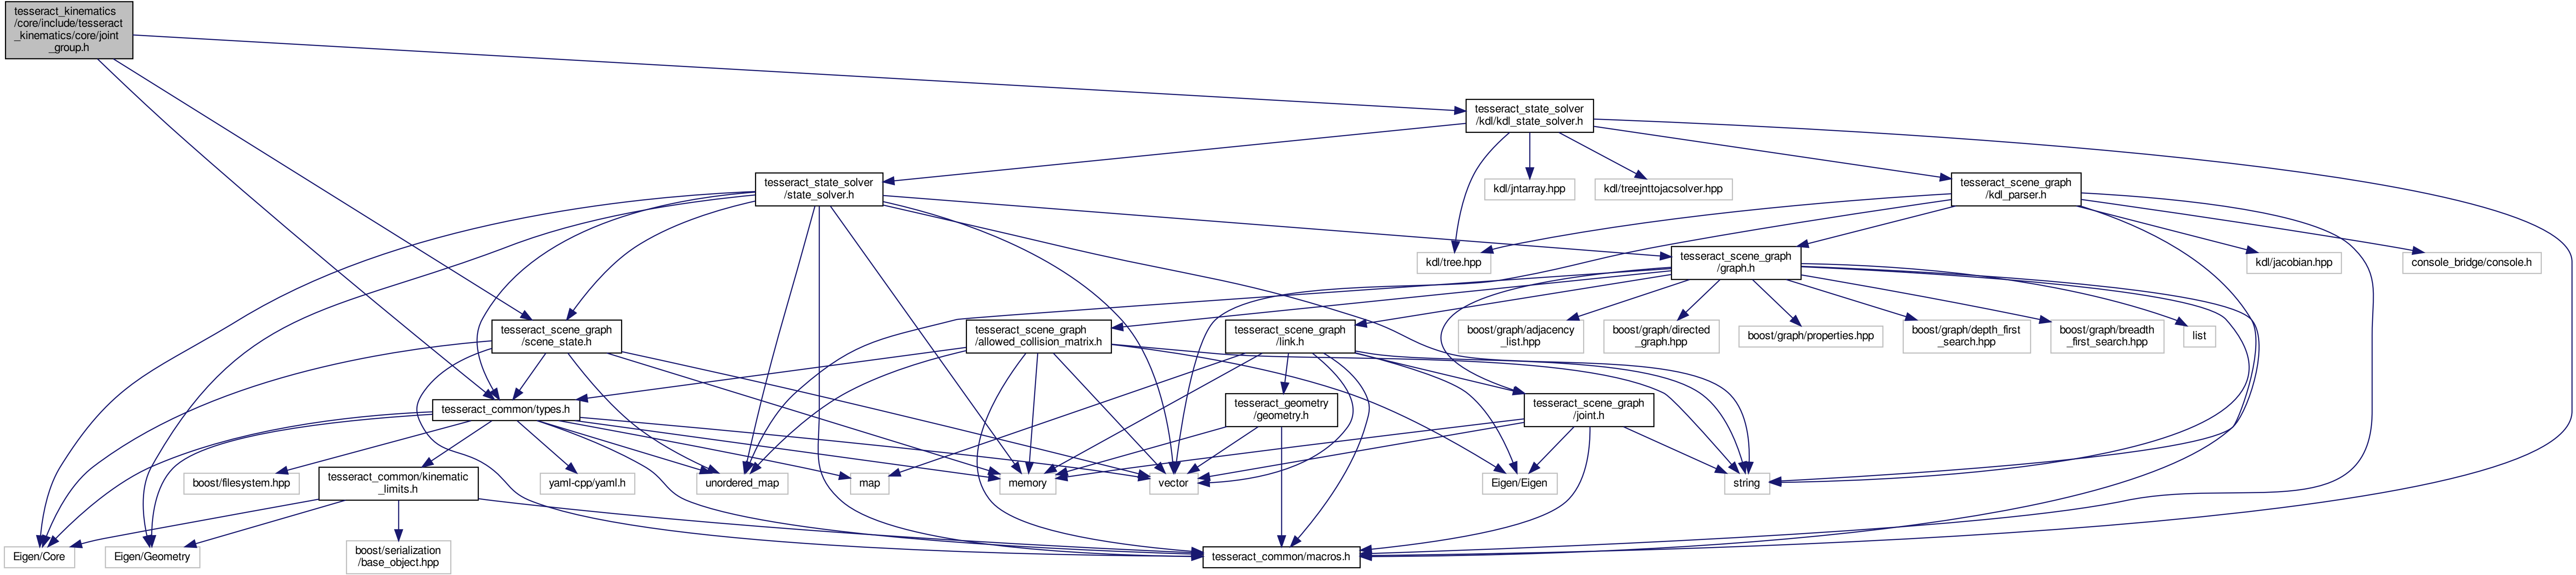 tesseract_kinematics
/core/include/tesseract
_kinematics/core/joint
_group.h
tesseract_state_solver
/kdl/kdl_state_solver.h
tesseract_state_solver
/state_solver.h
kdl/jntarray.hpp
kdl/treejnttojacsolver.hpp
tesseract_scene_graph
/kdl_parser.h
kdl/tree.hpp
tesseract_scene_graph
/graph.h
kdl/jacobian.hpp
console_bridge/console.h
tesseract_scene_graph
/scene_state.h
tesseract_scene_graph
/allowed_collision_matrix.h
tesseract_scene_graph
/link.h
boost/graph/adjacency
_list.hpp
boost/graph/directed
_graph.hpp
boost/graph/properties.hpp
boost/graph/depth_first
_search.hpp
boost/graph/breadth
_first_search.hpp
list
tesseract_common/types.h
tesseract_geometry
/geometry.h
tesseract_scene_graph
/joint.h
boost/filesystem.hpp
tesseract_common/kinematic
_limits.h
yaml-cpp/yaml.h
unordered_map
map
memory
vector
Eigen/Eigen
string
Eigen/Core
Eigen/Geometry
boost/serialization
/base_object.hpp
tesseract_common/macros.h